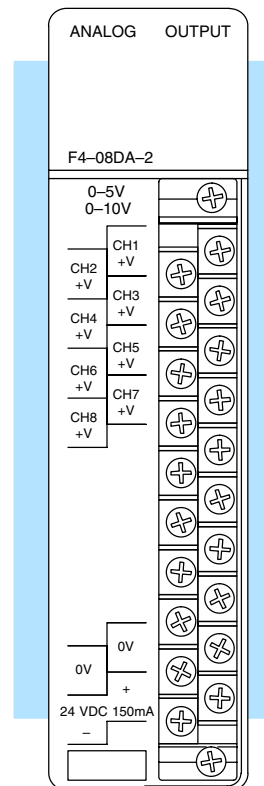 ANALOG OUTPUT
F4–08DA–2
0–5V
0–10V
CH1
+V
CH2
+V
CH3
+V
CH4
+V
CH5
+V
CH6
+V
CH7
+V
CH8
+V
0V
0V
+
24 VDC 150mA
–